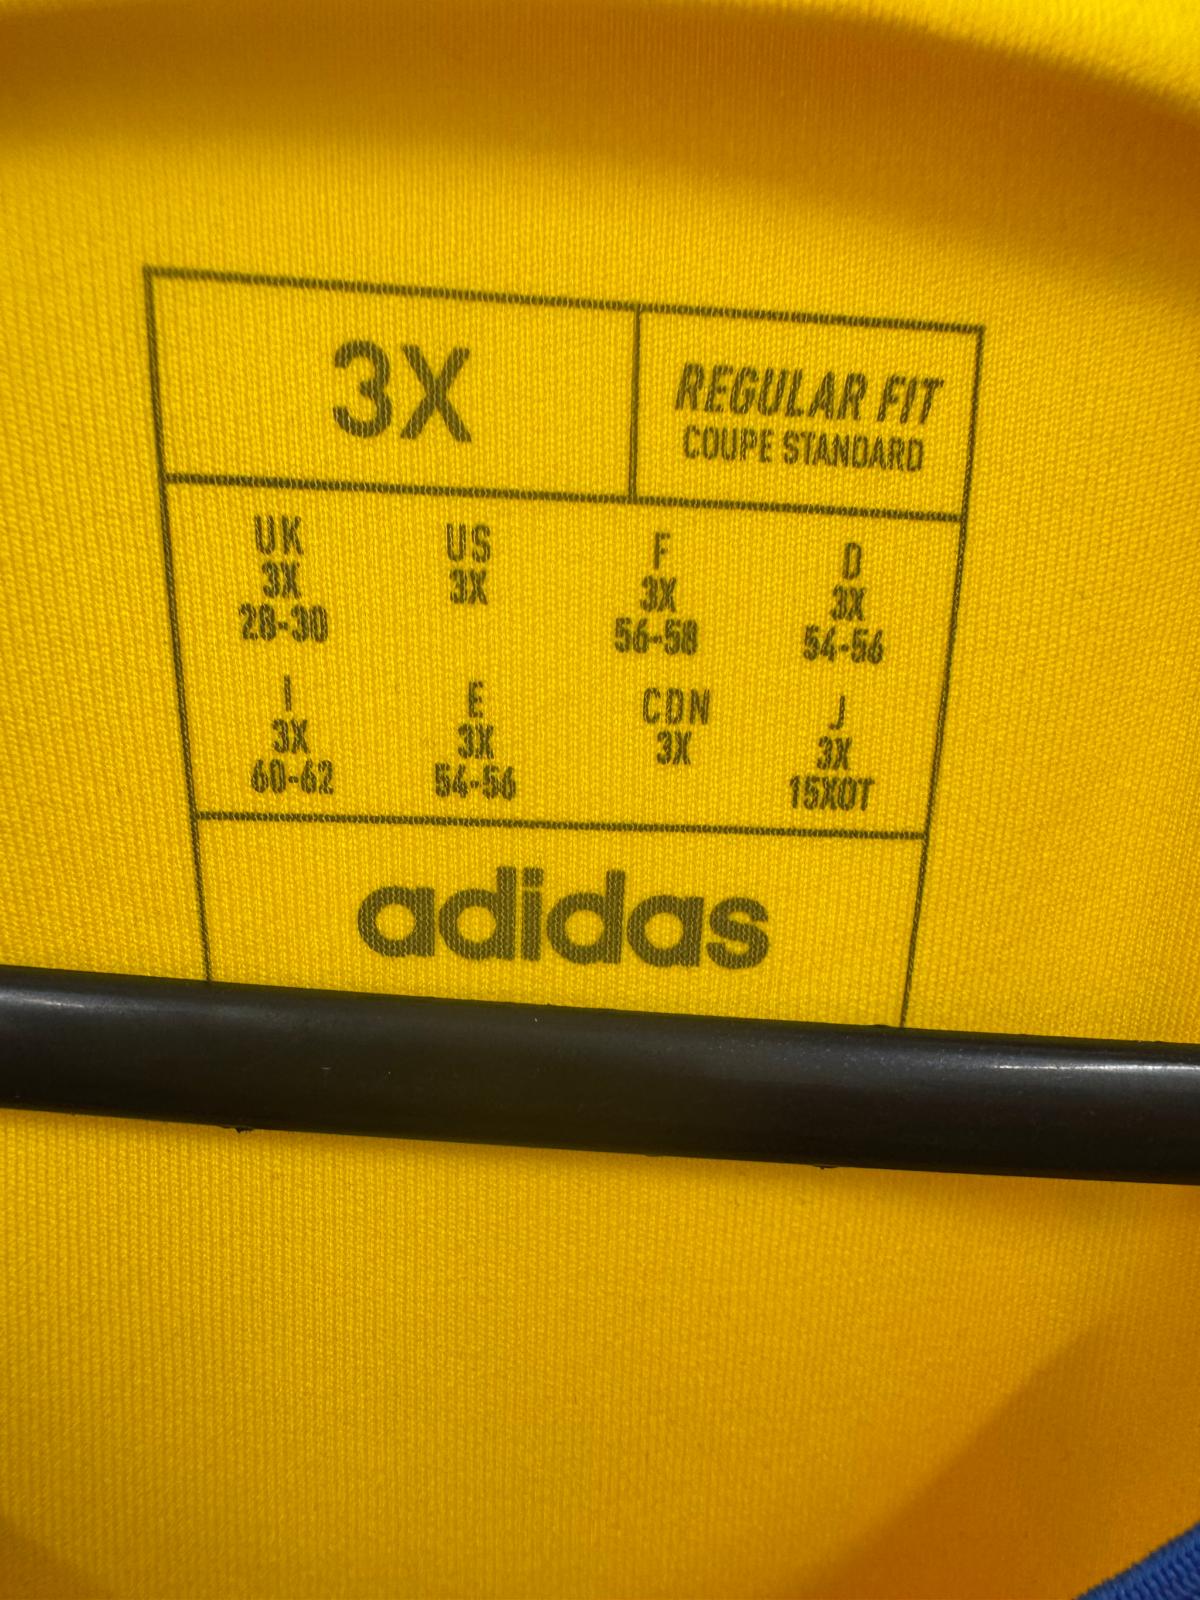 3X
REGULAR FIT
COUPE STANDARD
UK
3X
28-30
US
3X
F
3X
56-58
D
3X
54-56
I
3X
60-62
E
3X
54-56
CDN
3X
J
3X
15XOT
adidas